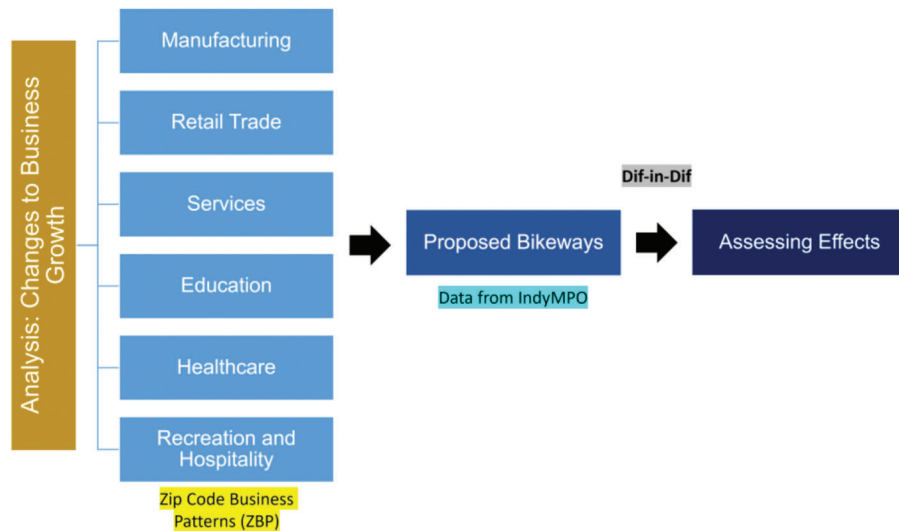 Analysis: Changes to Business
Growth
Manufacturing
Retail Trade
Services
Education
Healthcare
Recreation and
Hospitality
Zip Code Business
Patterns (ZBP)
Proposed Bikeways
Data from IndyMPO
Dif-in-Dif
Assessing Effects